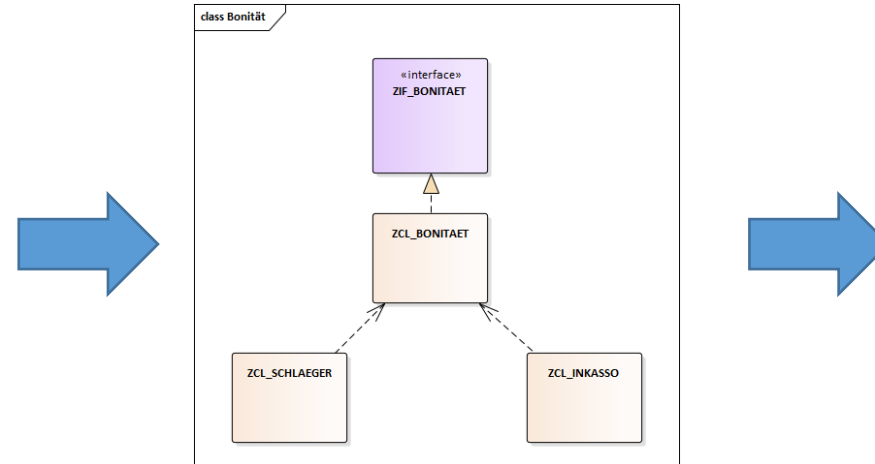 class Bonität
«interface»
ZIF_BONITAET
ZCL_BONITAET
ZCL_SCHLAEGER
ZCL_INKASSO